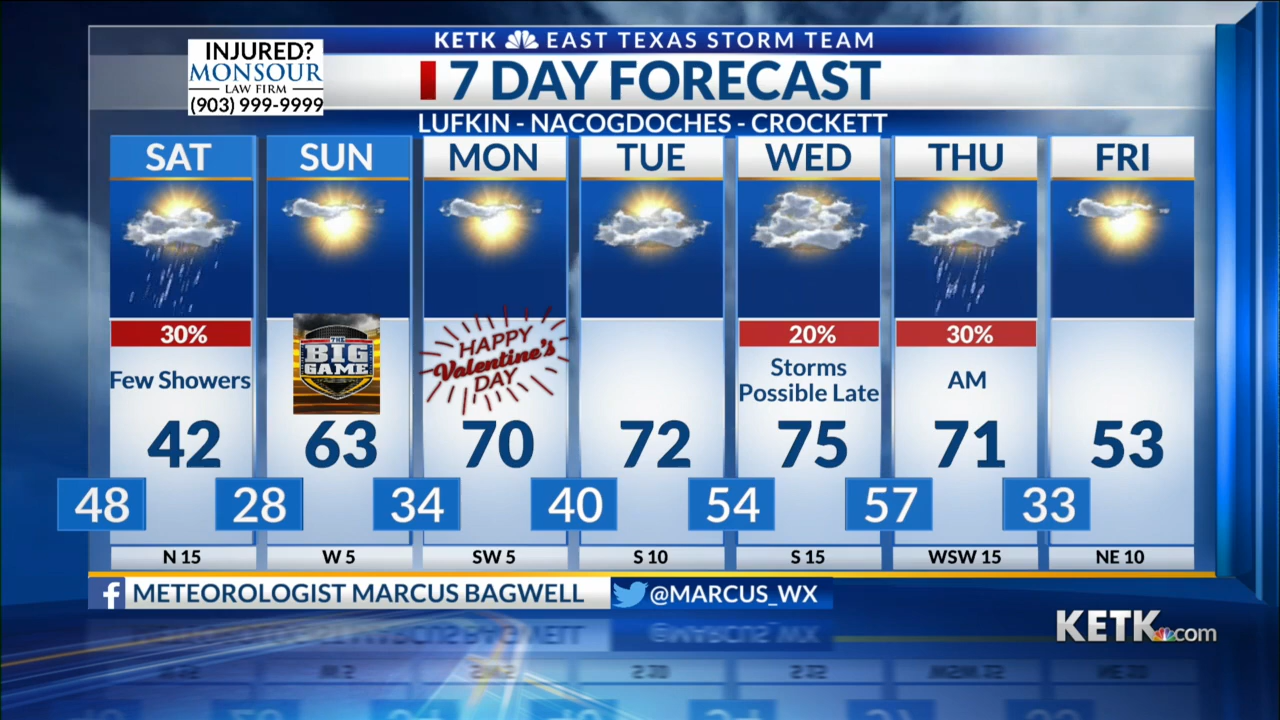 INJURED?
MONSOUR
LAW FIRM
(903) 999-9999
KETK EAST TEXAS STORM TEAM
7 DAY FORECAST
LUFKIN - NACOGDOCHES - CROCKETT
SAT SUN MON TUE WED THU FRI
30% 20% 30%
Few Showers
THE
BIG
GAME
HAPPY
Valentine's
DAY
Storms
Possible Late
AM
42 63 70 72 75 71 53
48 28 34 40 54 57 33
N 15 W 5 SW 5 S 10 S 15 WSW 15 NE 10
f METEOROLOGIST MARCUS BAGWELL @MARCUS_WX
KETK.com